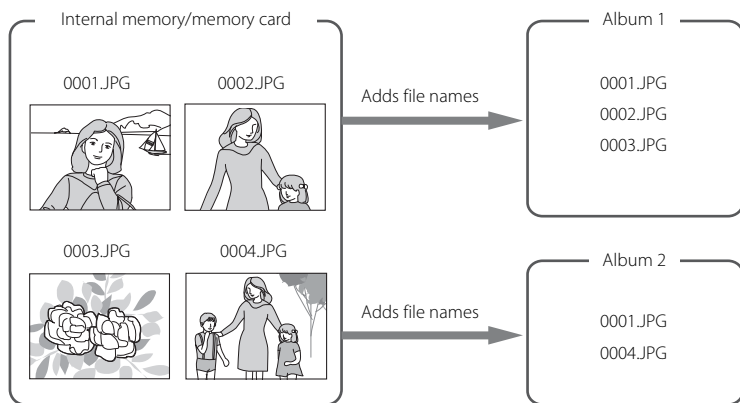 Internal memory/memory card
0001.JPG
0002.JPG
0003.JPG
0004.JPG
Adds file names
Album 1
0001.JPG
0002.JPG
0003.JPG
Adds file names
Album 2
0001.JPG
0004.JPG